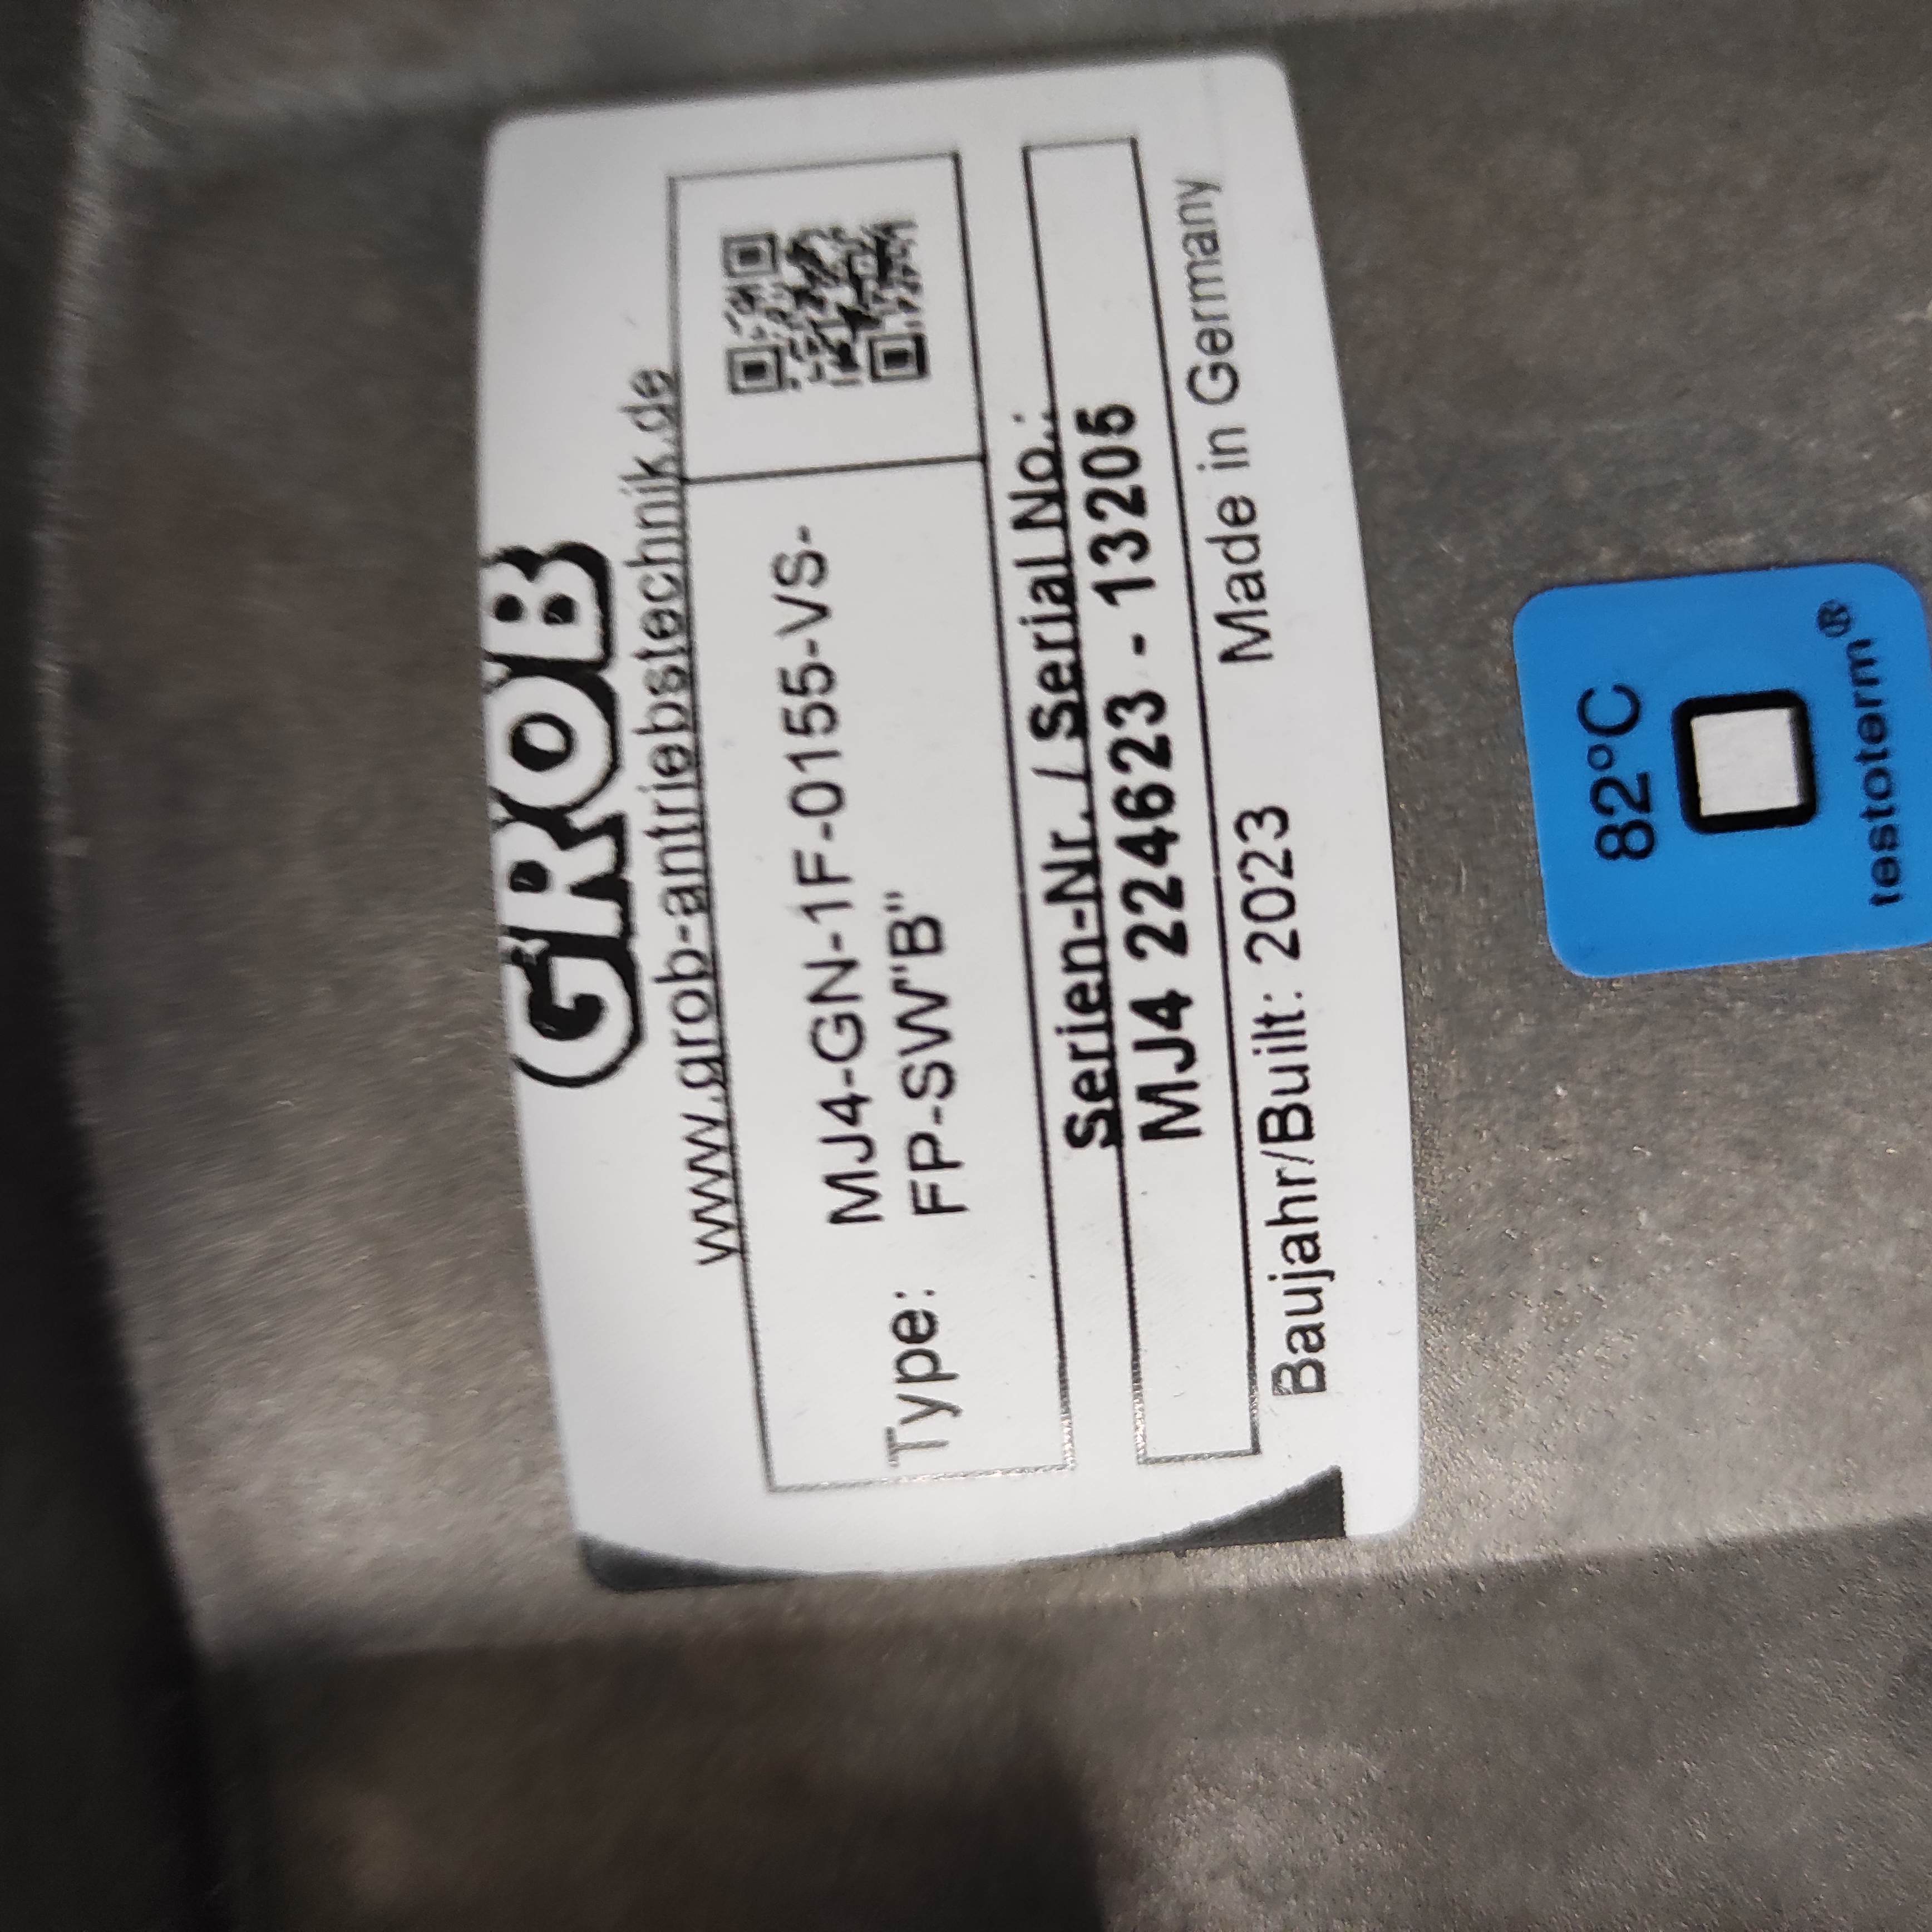 GROB
www.grob-antriebstechnik.de
Type: MJ4-GN-1F-0155-VS-
FP-SW"B"
Serien-Nr. / Serial No.:
MJ4 224623 - 13205
Baujahr/Built: 2023 Made in Germany
82°C
testoterm®